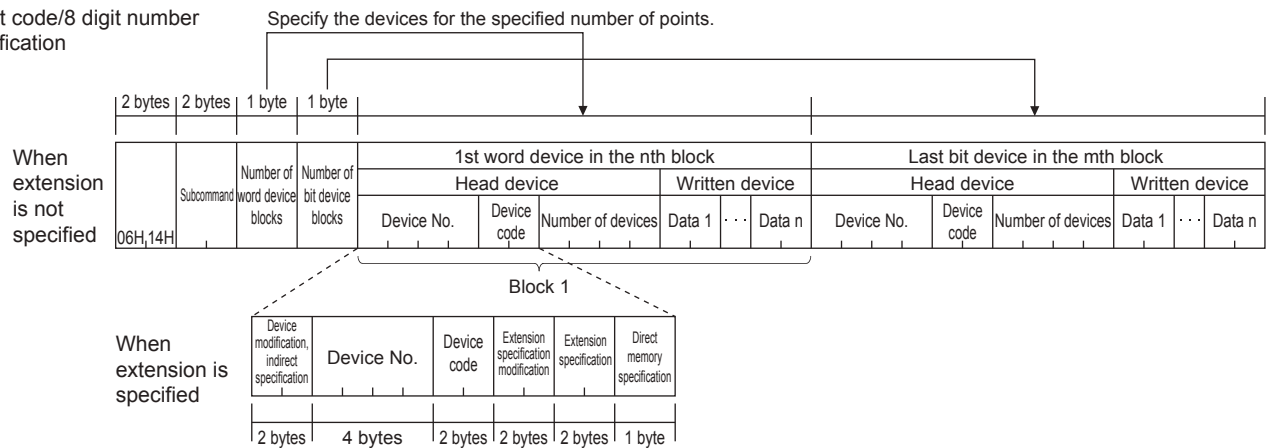 t code/8 digit number
fication
Specify the devices for the specified number of points.
2 bytes 2 bytes 1 byte 1 byte
When
extension
is not
specified
06H 14H
Subcommand
Number of
word device
blocks
Number of
bit device
blocks
1st word device in the nth block
Head device
Written device
Device No.
Device
code
Number of devices
Data 1
· · ·
Data n
Last bit device in the mth block
Head device
Written device
Device No.
Device
code
Number of devices
Data 1
· · ·
Data n
Block 1
When
extension is
specified
Device
modification,
indirect
specification
Device No.
Device
code
Extension
specification
modification
Extension
specification
Direct
memory
specification
2 bytes 4 bytes 2 bytes 2 bytes 2 bytes 1 byte